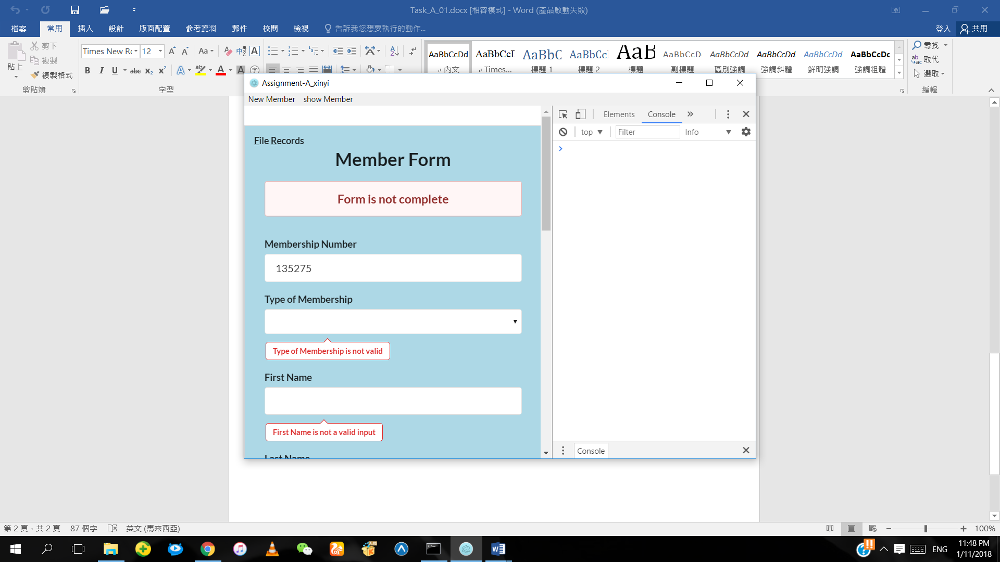 Task_A_01.docx [相容模式] - Word (產品啟動失敗)
檔案 常用 插入 設計 版面配置 參考資料 郵件 校閱 檢視 告訴我您想要執行的動作... 登入 共用
貼上 剪下 複製 複製格式
剪貼簿
Times New Rc 12
字型
AaBbCcDd AaBbCcI AaBbC AaBbCcI AaB AaBbCcD AaBbCcDd AaBbCcDd AaBbCcDd AaBbCcDc
內文 Times... 標題 1 標題 2 標題 副標題 區別強調 強調斜體 鮮明強調 強調粗體
尋找
取代
選取
編輯
Assignment-A_xinyi
New Member show Member
File Records
Member Form
Form is not complete
Membership Number
135275
Type of Membership
Type of Membership is not valid
First Name
First Name is not a valid input
Last Name
Elements Console
top Filter Info
Console
第 2 頁，共 2 頁 87 個字 英文 (馬來西亞) 100%
ENG
11:48 PM
1/11/2018